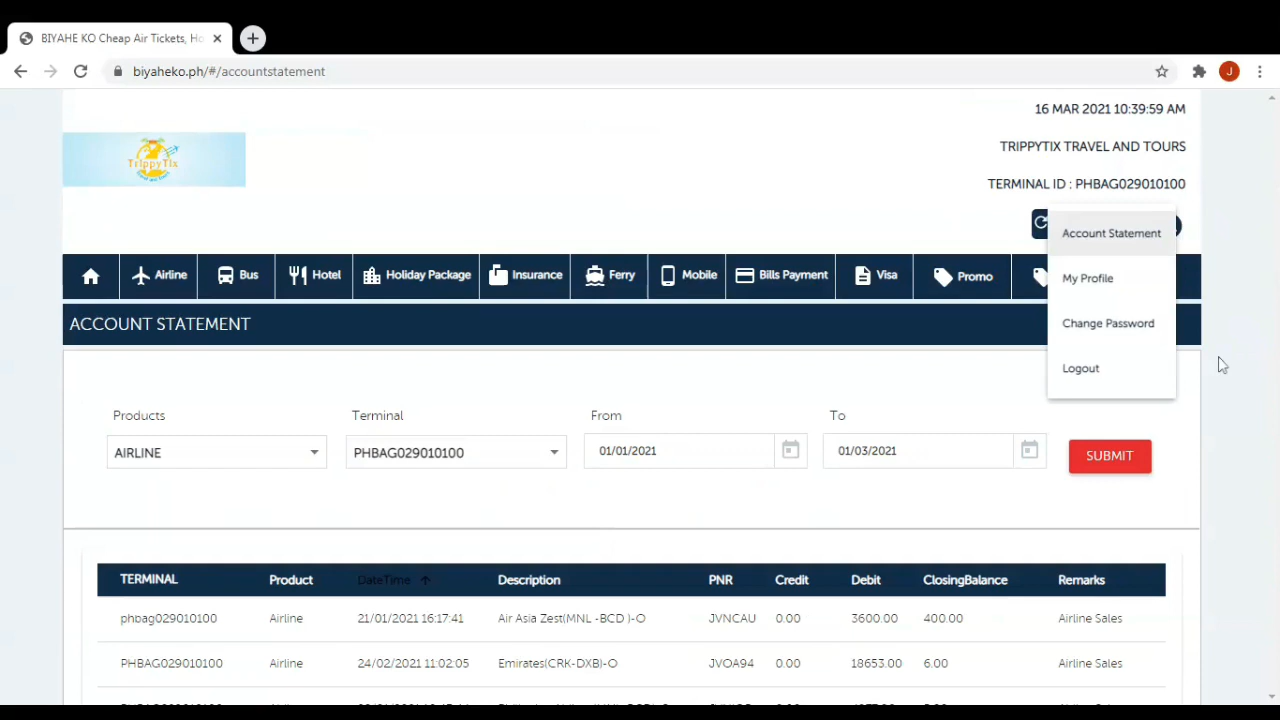 BIYAHE KO Cheap Air Tickets, Ho
biyaheko.ph/#/accountstatement
J
16 MAR 2021 10:39:59 AM
TrippyTix
TRIPPYTIX TRAVEL AND TOURS
TERMINAL ID : PHBAG029010100
Account Statement
My Profile
Change Password
Logout
Airline Bus Hotel Holiday Package Insurance Ferry Mobile Bills Payment Visa Promo
ACCOUNT STATEMENT
Products Terminal From To
AIRLINE PHBAG029010100 01/01/2021 01/03/2021 SUBMIT
TERMINAL Product DateTime Description PNR Credit Debit ClosingBalance Remarks
phbag029010100 Airline 21/01/2021 16:17:41 Air Asia Zest(MNL -BCD )-O JVNCAU 0.00 3600.00 400.00 Airline Sales
PHBAG029010100 Airline 24/02/2021 11:02:05 Emirates(CRK-DXB)-O JVOA94 0.00 18653.00 6.00 Airline Sales